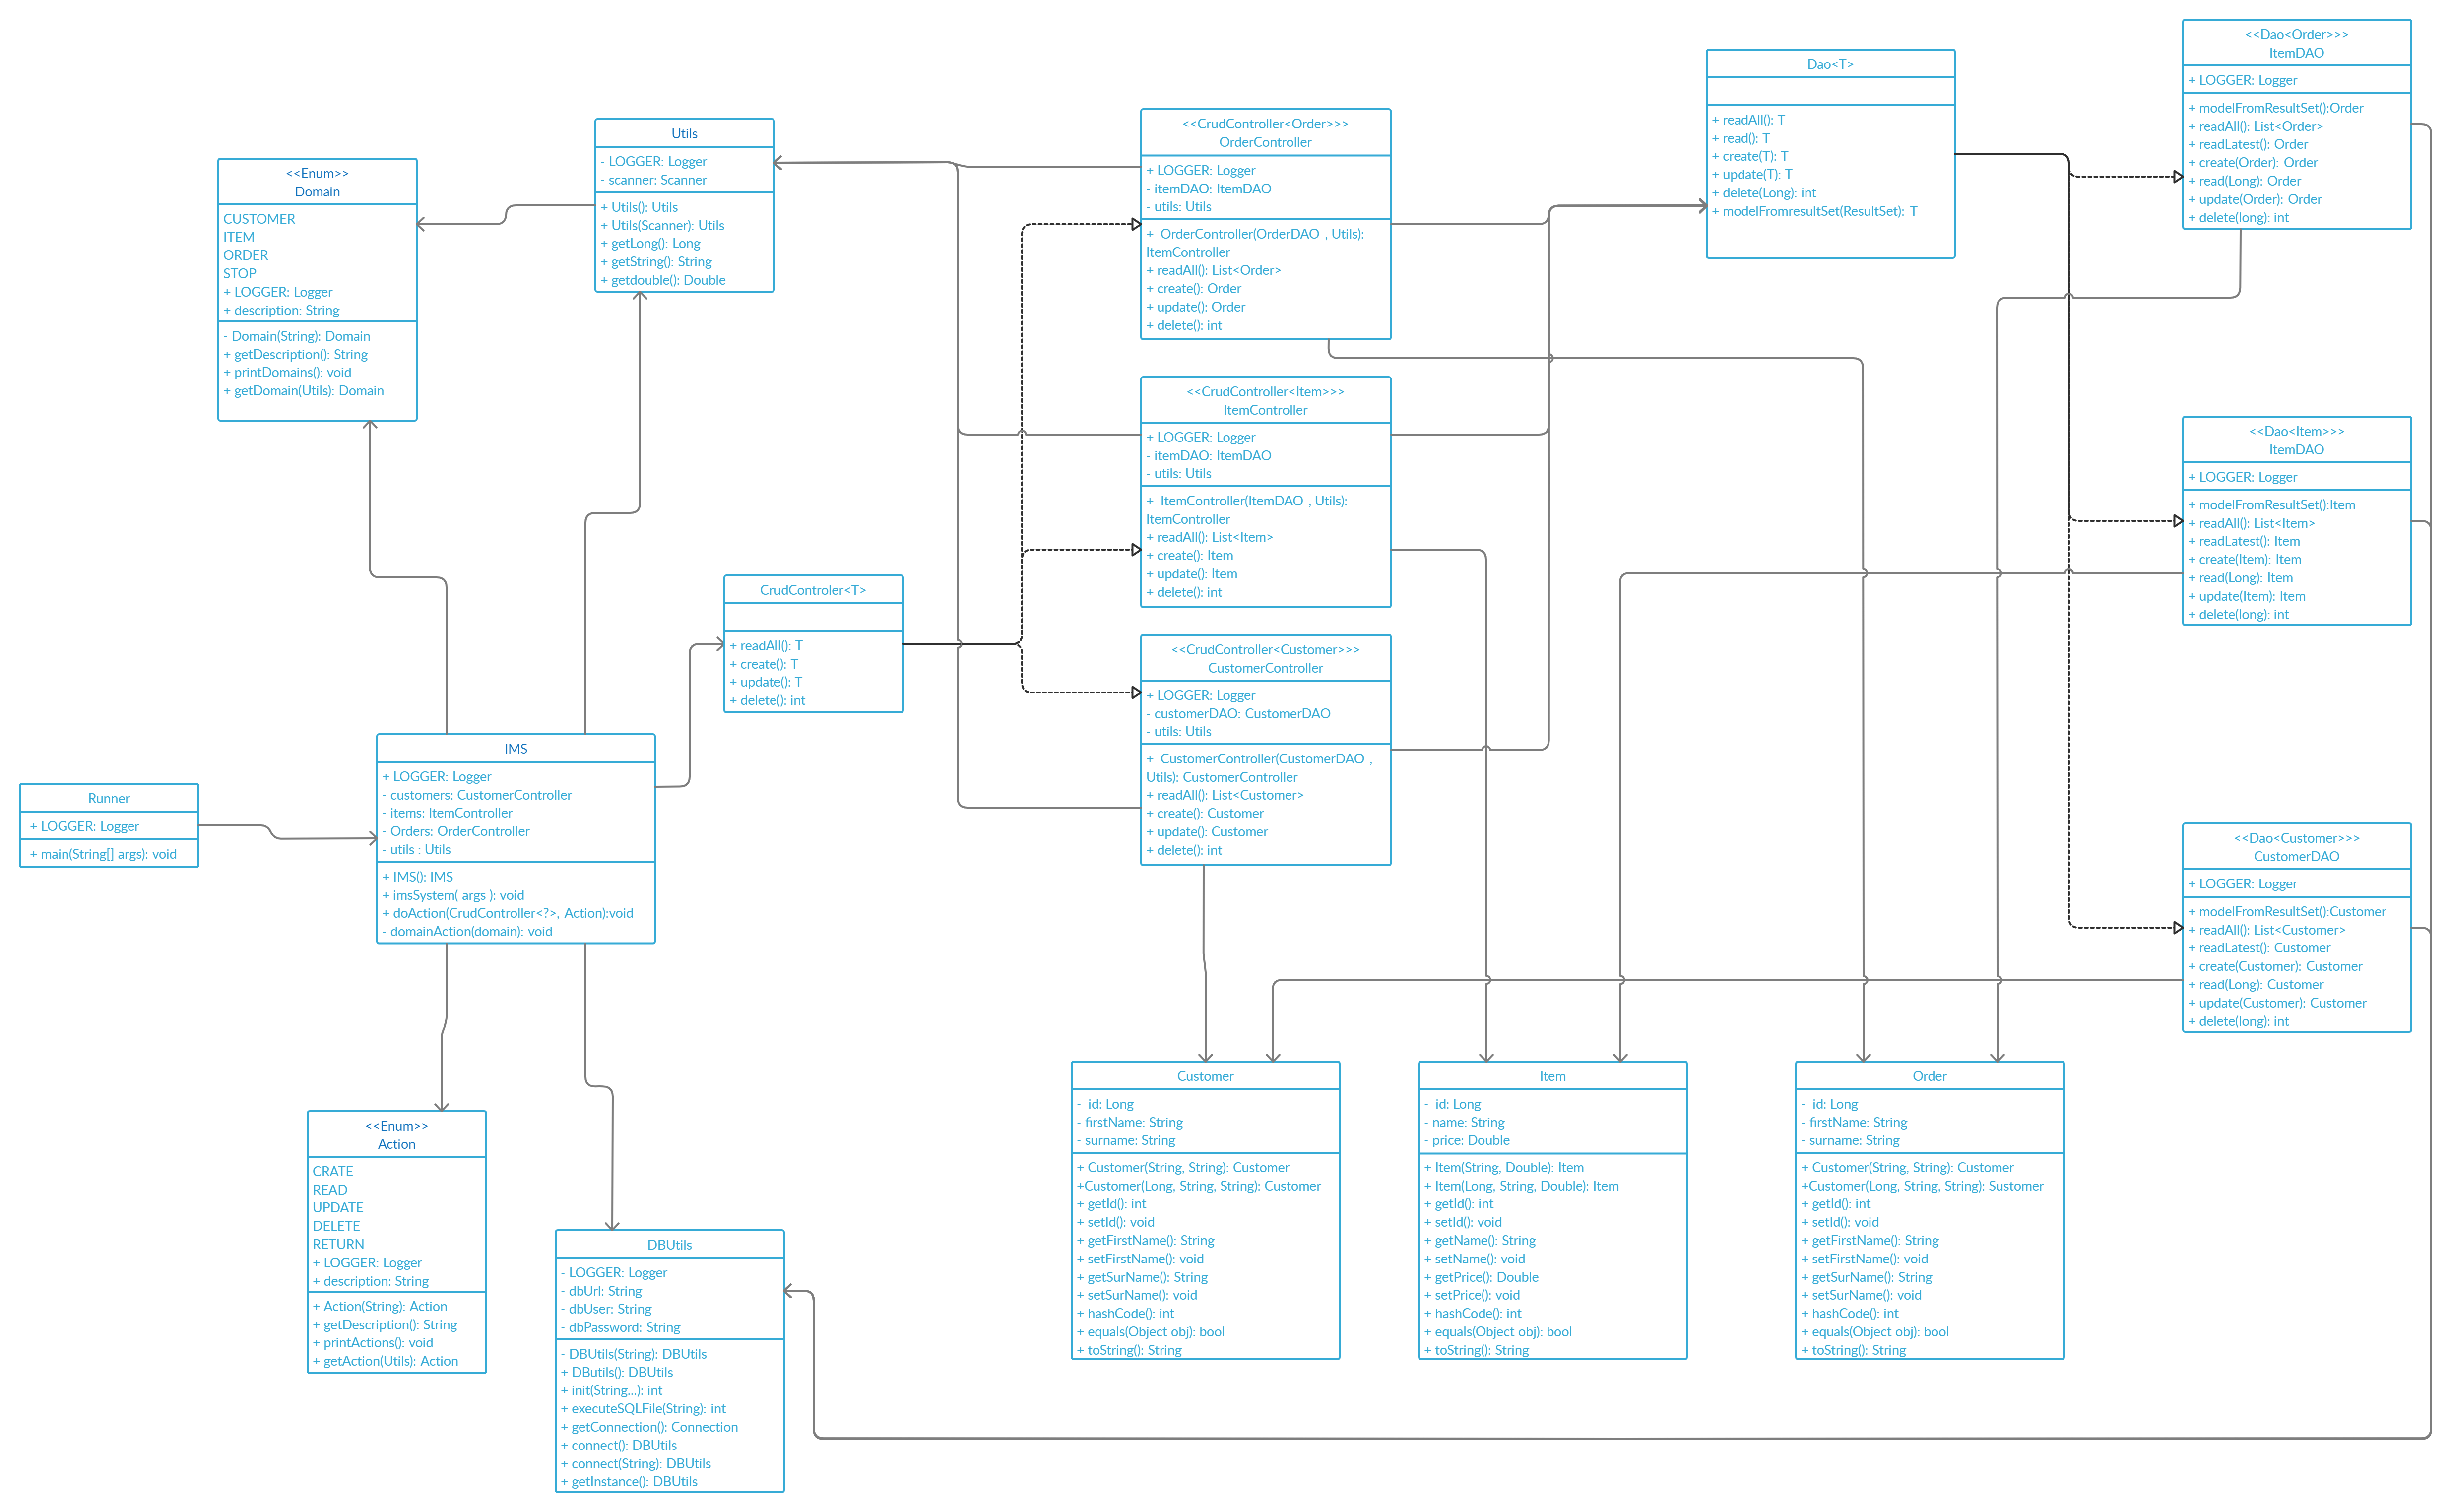 <<Enum>>
Domain
CUSTOMER
ITEM
ORDER
STOP
+ LOGGER: Logger
+ description: String
- Domain(String): Domain
+ getDescription(): String
+ printDomains(): void
+ getDomain(Utils): Domain
Utils
- LOGGER: Logger
- scanner: Scanner
+ Utils(): Utils
+ Utils(Scanner): Utils
+ getLong(): Long
+ getString(): String
+ getdouble(): Double
<<CrudController<Order>>>
OrderController
+ LOGGER: Logger
- itemDAO: ItemDAO
- utils: Utils
+ OrderController(OrderDAO , Utils):
ItemController
+ readAll(): List<Order>
+ create(): Order
+ update(): Order
+ delete(): int
Dao<T>
+ readAll(): T
+ read(): T
+ create(T): T
+ update(T): T
+ delete(Long): int
+ modelFromresultSet(ResultSet): T
<<Dao<Order>>>
ItemDAO
+ LOGGER: Logger
+ modelFromResultSet():Order
+ readAll(): List<Order>
+ readLatest(): Order
+ create(Order): Order
+ read(Long): Order
+ update(Order): Order
+ delete(long): int
<<CrudController<Item>>>
ItemController
+ LOGGER: Logger
- itemDAO: ItemDAO
- utils: Utils
+ ItemController(ItemDAO , Utils):
ItemController
+ readAll(): List<Item>
+ create(): Item
+ update(): Item
+ delete(): int
<<Dao<Item>>>
ItemDAO
+ LOGGER: Logger
+ modelFromResultSet():Item
+ readAll(): List<Item>
+ readLatest(): Item
+ create(Item): Item
+ read(Long): Item
+ update(Item): Item
+ delete(long): int
CrudControler<T>
+ readAll(): T
+ create(): T
+ update(): T
+ delete(): int
<<CrudController<Customer>>>
CustomerController
+ LOGGER: Logger
- customerDAO: CustomerDAO
- utils: Utils
+ CustomerController(CustomerDAO ,
Utils): CustomerController
+ readAll(): List<Customer>
+ create(): Customer
+ update(): Customer
+ delete(): int
Runner
+ LOGGER: Logger
+ main(String[] args): void
IMS
+ LOGGER: Logger
- customers: CustomerController
- items: ItemController
- Orders: OrderController
- utils : Utils
+ IMS(): IMS
+ imsSystem( args ): void
+ doAction(CrudController<?>, Action):void
- domainAction(domain): void
<<Dao<Customer>>>
CustomerDAO
+ LOGGER: Logger
+ modelFromResultSet():Customer
+ readAll(): List<Customer>
+ readLatest(): Customer
+ create(Customer): Customer
+ read(Long): Customer
+ update(Customer): Customer
+ delete(long): int
<<Enum>>
Action
CRATE
READ
UPDATE
DELETE
RETURN
+ LOGGER: Logger
+ description: String
+ Action(String): Action
+ getDescription(): String
+ printActions(): void
+ getAction(Utils): Action
DBUtils
- LOGGER: Logger
- dbUrl: String
- dbUser: String
- dbPassword: String
- DBUtils(String): DBUtils
+ DButils(): DBUtils
+ init(String...): int
+ executeSQLFile(String): int
+ getConnection(): Connection
+ connect(): DBUtils
+ connect(String): DBUtils
+ getInstance(): DBUtils
Customer
- id: Long
- firstName: String
- surname: String
+ Customer(String, String): Customer
+Customer(Long, String, String): Customer
+ getId(): int
+ setId(): void
+ getFirstName(): String
+ setFirstName(): void
+ getSurName(): String
+ setSurName(): void
+ hashCode(): int
+ equals(Object obj): bool
+ toString(): String
Item
- id: Long
- name: String
- price: Double
+ Item(String, Double): Item
+ Item(Long, String, Double): Item
+ getId(): int
+ setId(): void
+ getName(): String
+ setName(): void
+ getPrice(): Double
+ setPrice(): void
+ hashCode(): int
+ equals(Object obj): bool
+ toString(): String
Order
- id: Long
- firstName: String
- surname: String
+ Customer(String, String): Customer
+Customer(Long, String, String): Sustomer
+ getId(): int
+ setId(): void
+ getFirstName(): String
+ setFirstName(): void
+ getSurName(): String
+ setSurName(): void
+ hashCode(): int
+ equals(Object obj): bool
+ toString(): String